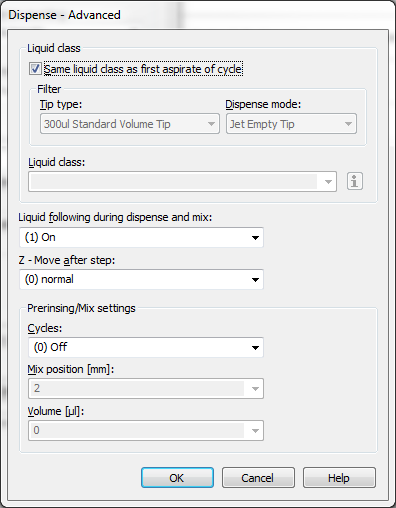 Dispense - Advanced
Liquid class
Same liquid class as first aspirate of cycle
Filter
Tip type: Dispense mode:
300ul Standard Volume Tip Jet Empty Tip
Liquid class:
Liquid following during dispense and mix:
(1) On
Z - Move after step:
(0) normal
Prerinsing/Mix settings
Cycles:
(0) Off
Mix position [mm]:
2
Volume [µl]:
0
OK Cancel Help